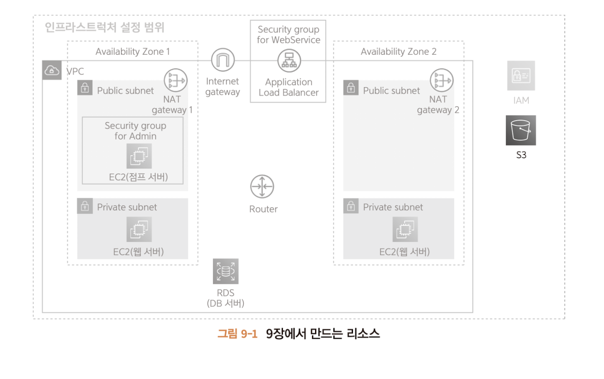 인프라스트럭처 설정 범위
Security group
for WebService
Availability Zone 1
Availability Zone 2
VPC
Internet
gateway
Application
Load Balancer
Public subnet
NAT
gateway 1
Public subnet
NAT
gateway 2
IAM
Security group
for Admin
EC2(점프 서버)
S3
Router
Private subnet
EC2(웹 서버)
Private subnet
EC2(웹 서버)
RDS
(DB 서버)
그림 9-1 9장에서 만드는 리소스